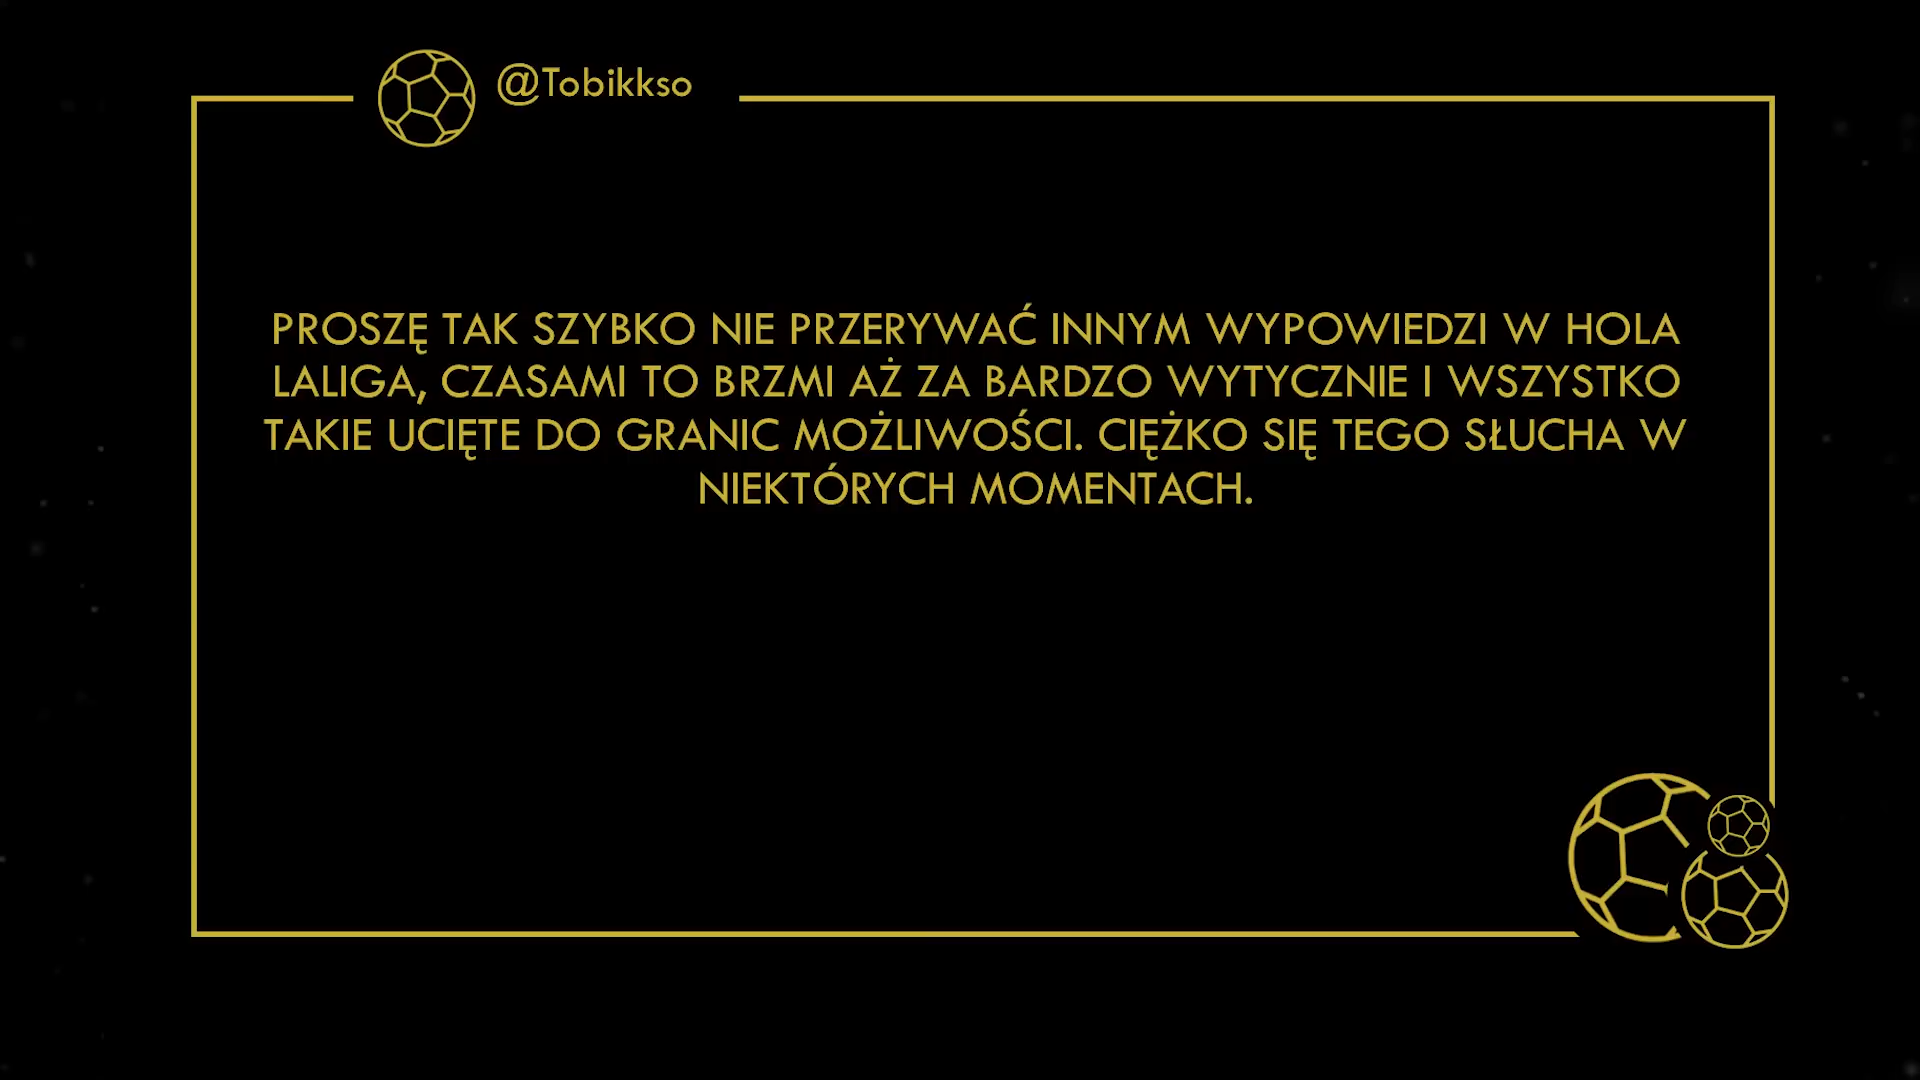 @Tobikkso
PROSZĘ TAK SZYBKO NIE PRZERYWAĆ INNYM WYPOWIEDZI W HOLA
LALIGA, CZASAMI TO BRZMI AŻ ZA BARDZO WYTYCZNIE I WSZYSTKO
TAKIE UCIĘTE DO GRANIC MOŻLIWOŚCI. CIĘŻKO SIĘ TEGO SŁUCHA W
NIEKTÓRYCH MOMENTACH.